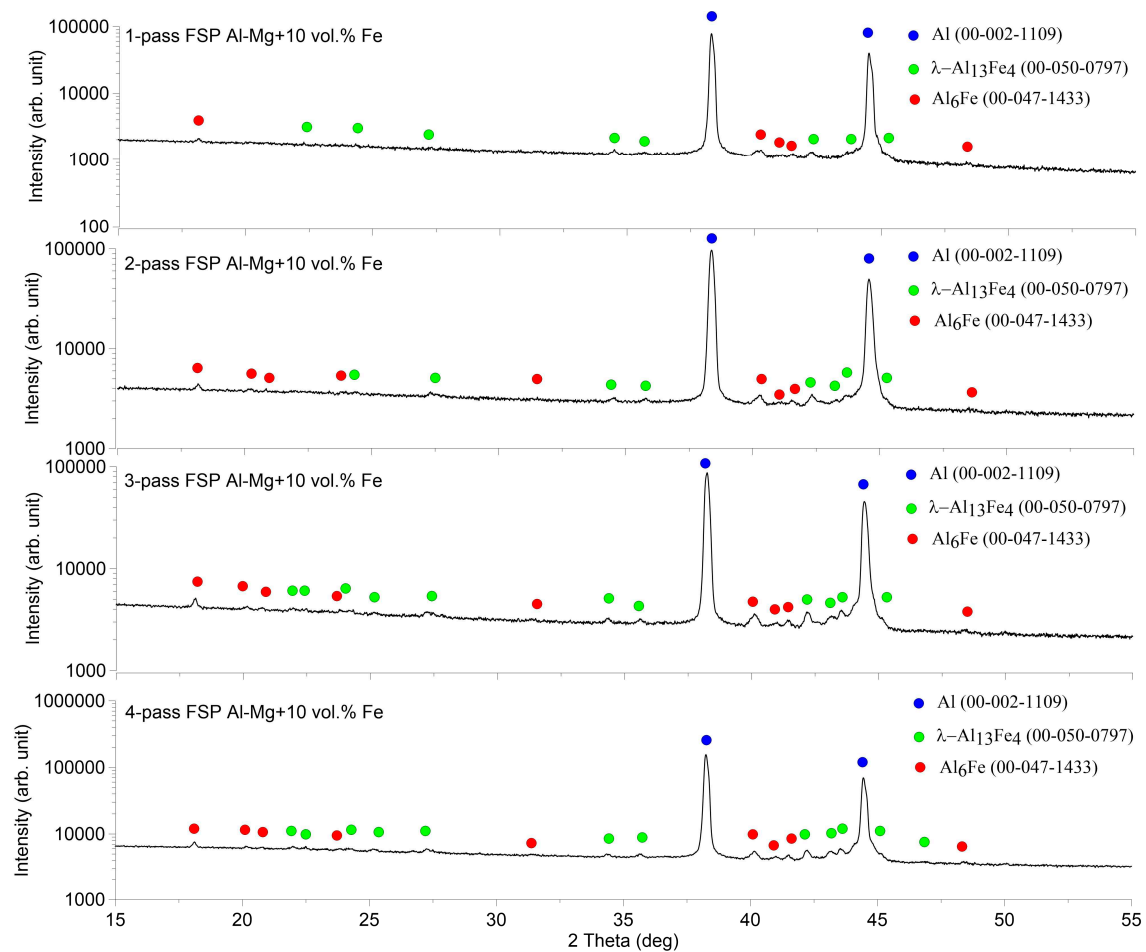 1-pass FSP Al-Mg+10 vol.% Fe
Al (00-002-1109)
λ−Al13Fe4 (00-050-0797)
Al6Fe (00-047-1433)
Intensity (arb. unit)
100000
10000
1000
100
2-pass FSP Al-Mg+10 vol.% Fe
Al (00-002-1109)
λ−Al13Fe4 (00-050-0797)
Al6Fe (00-047-1433)
Intensity (arb. unit)
100000
10000
1000
3-pass FSP Al-Mg+10 vol.% Fe
Al (00-002-1109)
λ−Al13Fe4 (00-050-0797)
Al6Fe (00-047-1433)
Intensity (arb. unit)
100000
10000
1000
4-pass FSP Al-Mg+10 vol.% Fe
Al (00-002-1109)
λ−Al13Fe4 (00-050-0797)
Al6Fe (00-047-1433)
Intensity (arb. unit)
1000000
100000
10000
1000
15 20 25 30 35 40 45 50 55
2 Theta (deg)